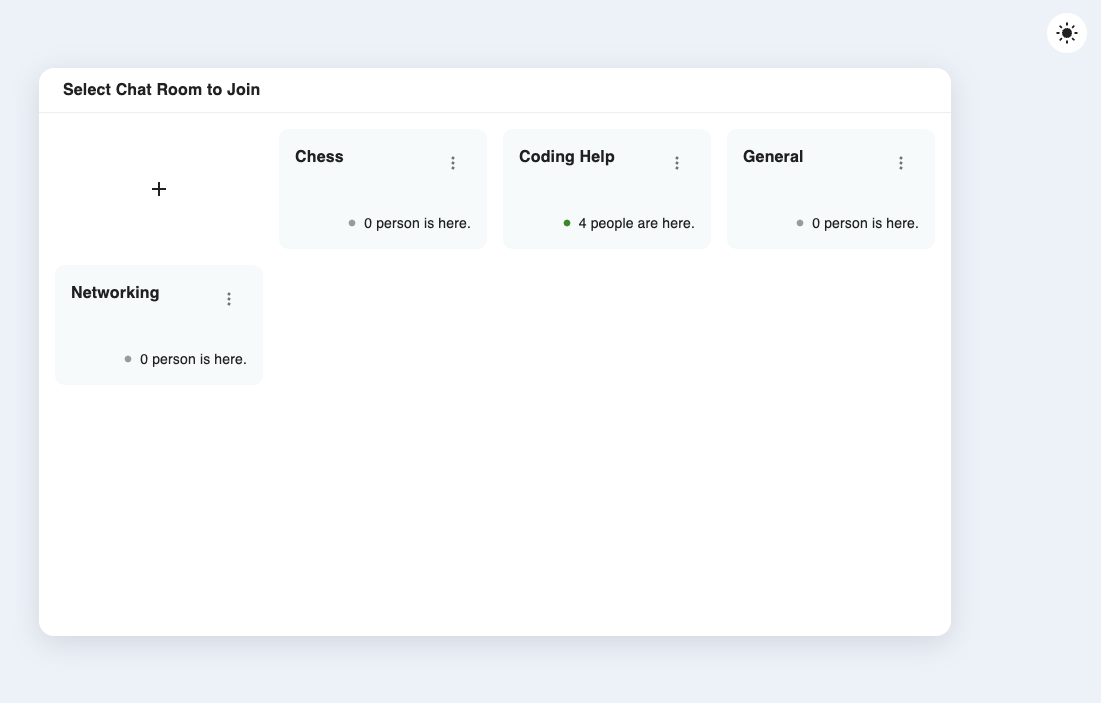 Select Chat Room to Join
Chess
0 person is here.
Coding Help
4 people are here.
General
0 person is here.
Networking
0 person is here.